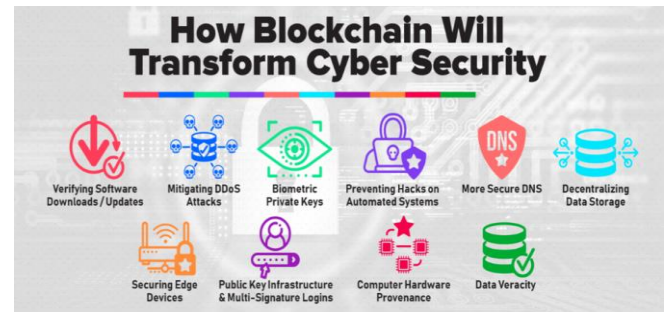 How Blockchain Will
Transform Cyber Security
DNS
Verifying Software
Downloads / Updates
Mitigating DDoS
Attacks
Biometric
Private Keys
Preventing Hacks on
Automated Systems
More Secure DNS
Decentralizing
Data Storage
Securing Edge
Devices
Public Key Infrastructure
& Multi-Signature Logins
Computer Hardware
Provenance
Data Veracity